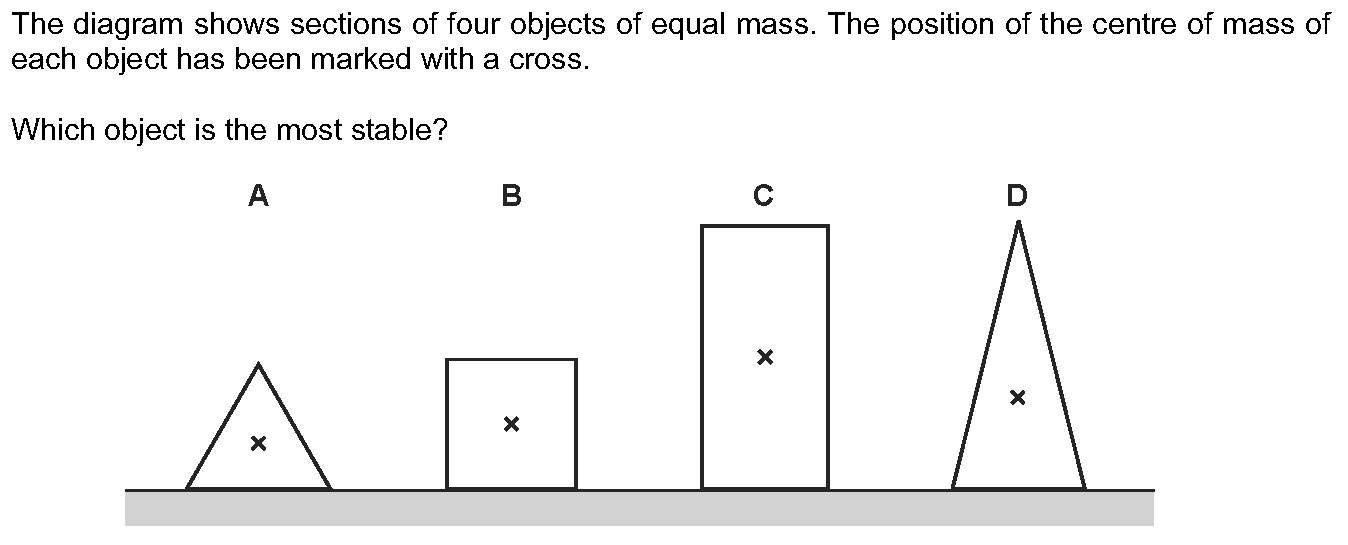 The diagram shows sections of four objects of equal mass. The position of the centre of mass of
each object has been marked with a cross.
Which object is the most stable?
A B C D